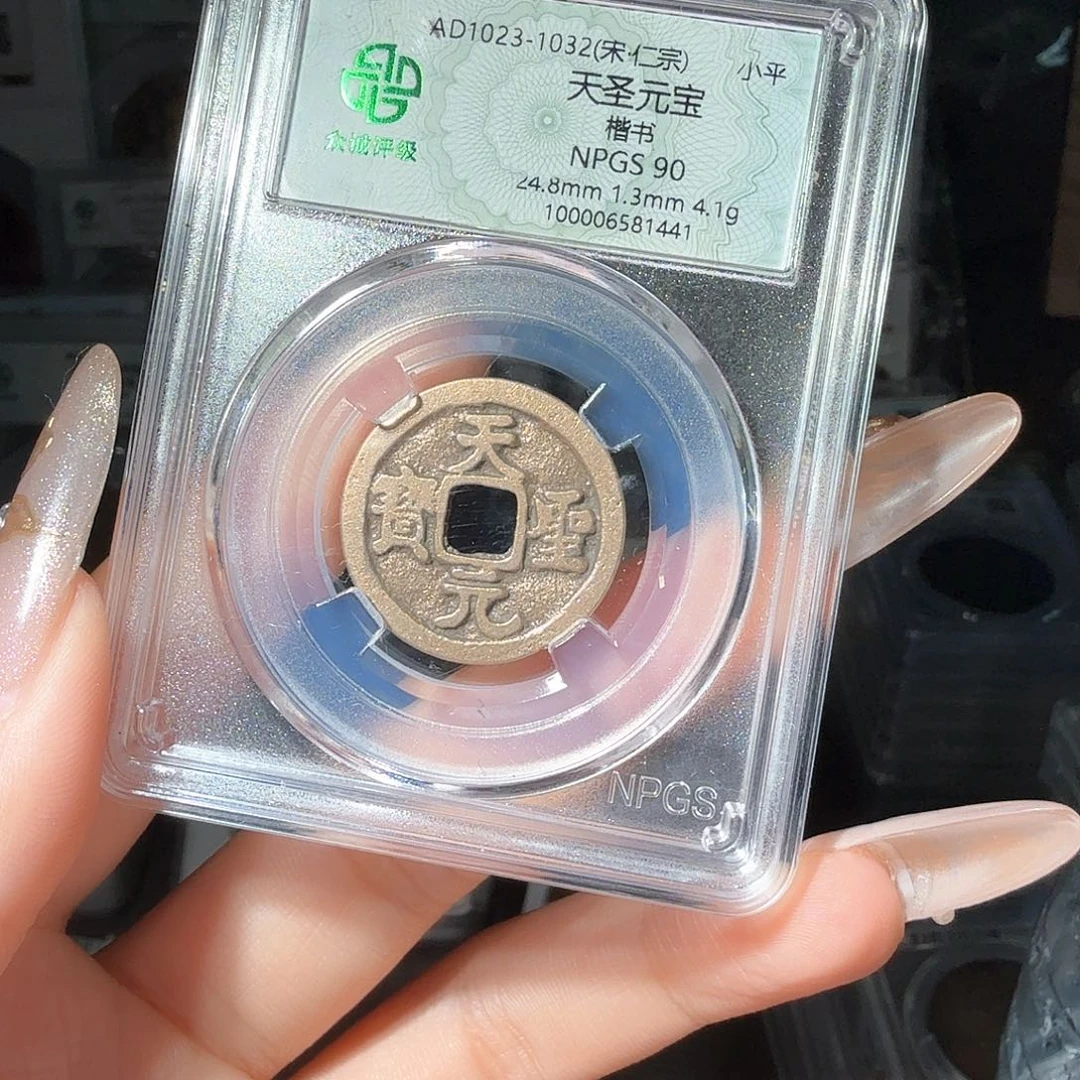 AD1023-1032(宋·仁宗)
小平
天圣元宝
楷书
NPGS 90
24.8mm 1.3mm 4.1g
100006581441
众诚评级
天
聖
元
寶
NPGS